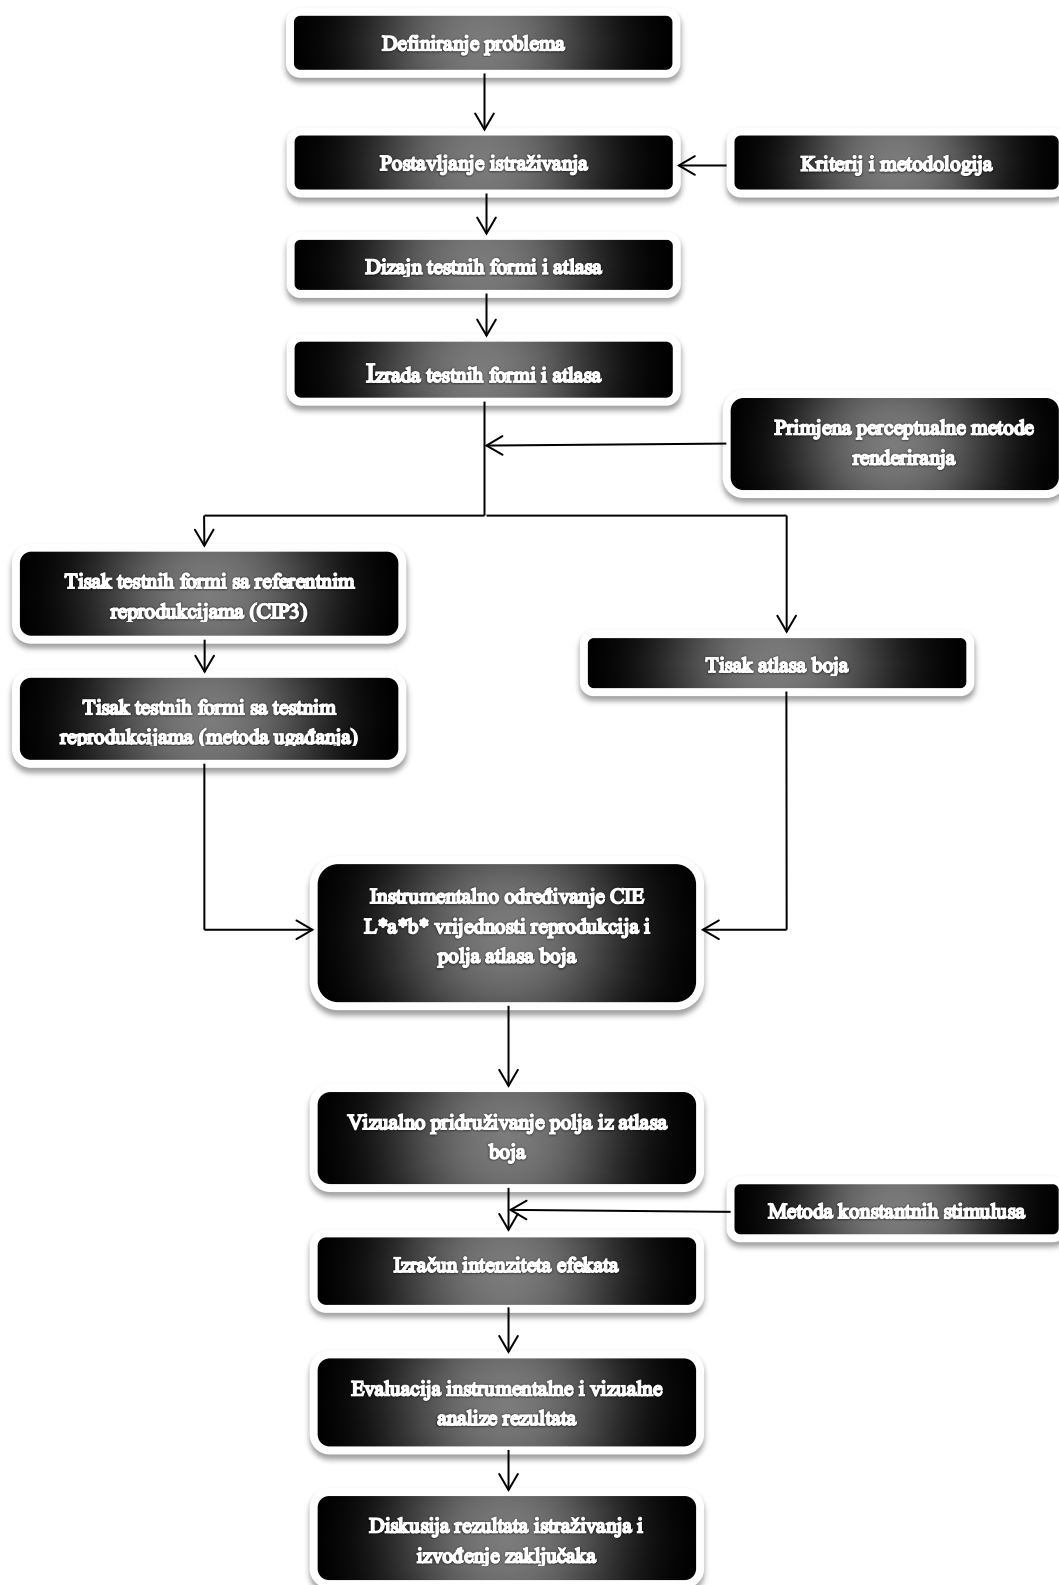 Definiranje problema
Postavljanje istraživanja
Kriterij i metodologija
Dizajn testnih formi i atlasa
Izrada testnih formi i atlasa
Primjena perceptualne metode
renderiranja
Tisak testnih formi sa referentnim
reprodukcijama (CIP3)
Tisak atlasa boja
Tisak testnih formi sa testnim
reprodukcijama (metoda ugađanja)
Instrumentalno određivanje CIE
L*a*b* vrijednosti reprodukcija i
polja atlasa boja
Vizualno pridruživanje polja iz atlasa
boja
Metoda konstantnih stimulusa
Izračun intenziteta efekata
Evaluacija instrumentalne i vizualne
analize rezultata
Diskusija rezultata istraživanja i
izvođenje zaključaka